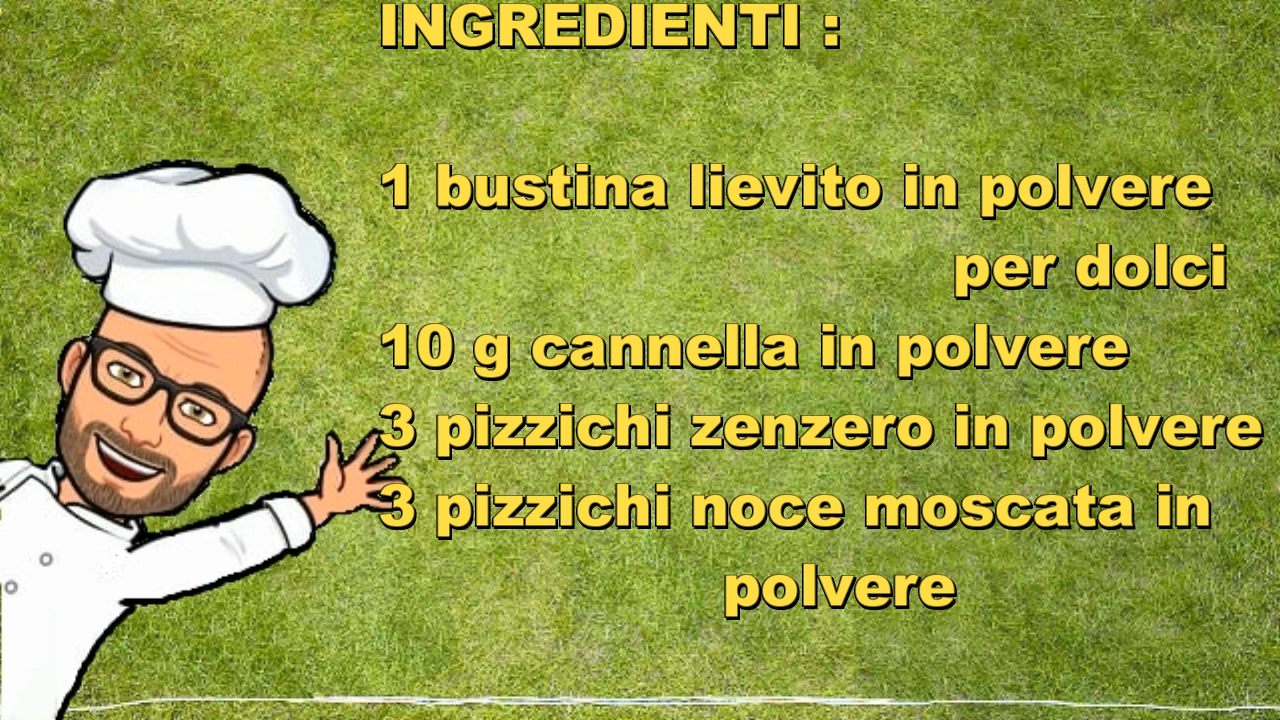 INGREDIENTI :
1 bustina lievito in polvere
per dolci
10 g cannella in polvere
3 pizzichi zenzero in polvere
3 pizzichi noce moscata in
polvere